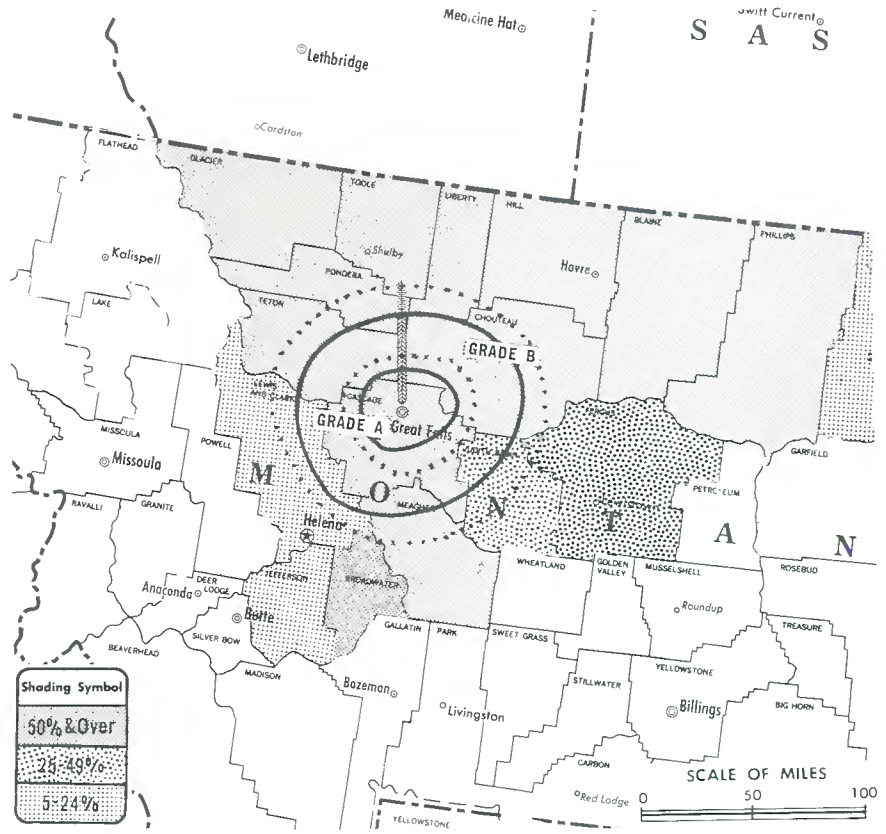 Medicine Hat
Swift Current
S A S
Lethbridge
Cardston
FLATHEAD
GLACIER
TOOLE
LIBERTY
HILL
BLAINE
PHILLIPS
Kalispell
Shelby
Havre
PONDERA
LAKE
TETON
CHOUTEAU
GRADE B
LEWIS
AND CLARK
CASCADE
GRADE A
Great Falls
FERGUS
MISSOULA
POWELL
Missoula
JUDITH BASIN
GARFIELD
M O N T A N
PETROLEUM
RAVALLI
GRANITE
MEAGHER
Helena
WHEATLAND
GOLDEN
VALLEY
MUSSELSHELL
ROSEBUD
Anaconda
DEER
LODGE
JEFFERSON
BROADWATER
Butte
Roundup
SILVER BOW
GALLATIN
PARK
SWEET GRASS
TREASURE
BEAVERHEAD
MADISON
YELLOWSTONE
Bozeman
STILLWATER
Livingston
Billings
BIG HORN
CARBON
Red Lodge
YELLOWSTONE
Shading Symbol
50% & Over
25-49%
5-24%
SCALE OF MILES
0 50 100